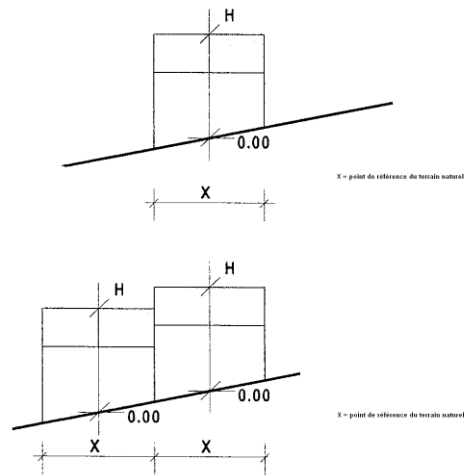 H
0.00
X = point de référence du terrain naturel
X
H
H
0.00
0.00
X = point de référence du terrain naturel
X
X